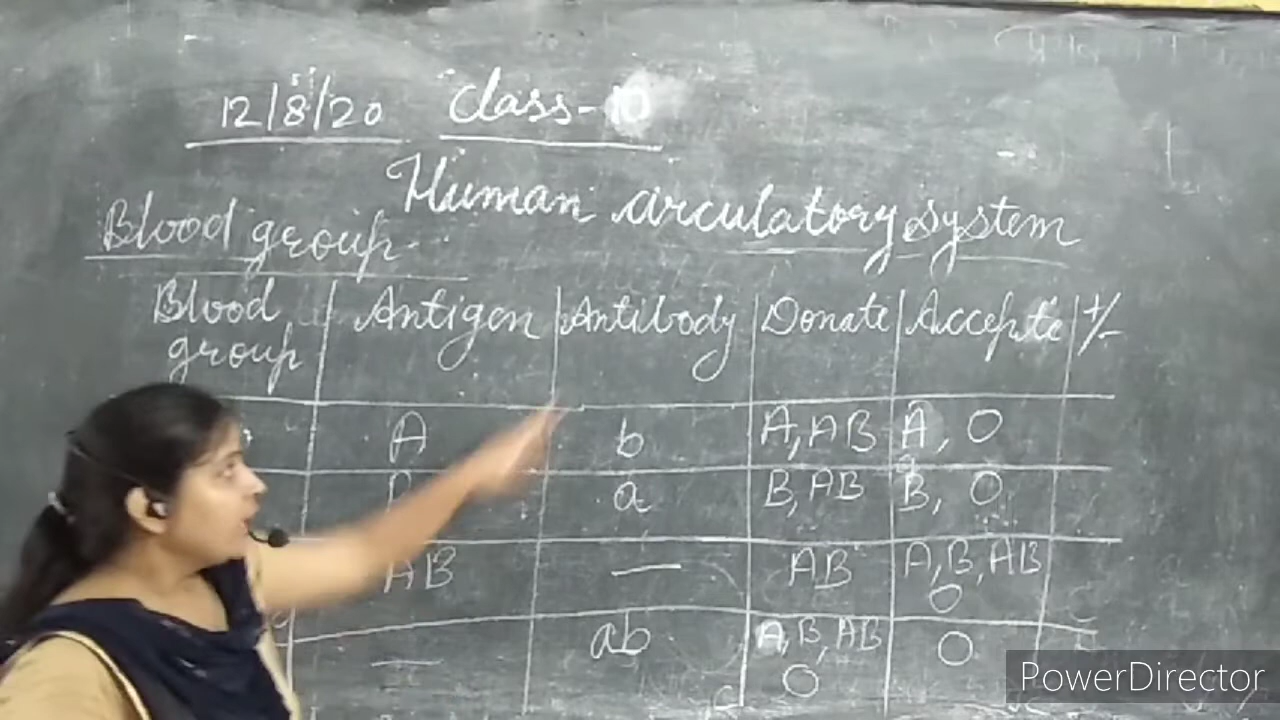 12/8/20 Class-10
Human circulatory system
Blood group
Blood group Antigen Antibody Donate Accepte +/-
A b A, AB A, O
a B, AB B, O
AB — AB A, B, AB O
— ab A, B, AB O O
PowerDirector